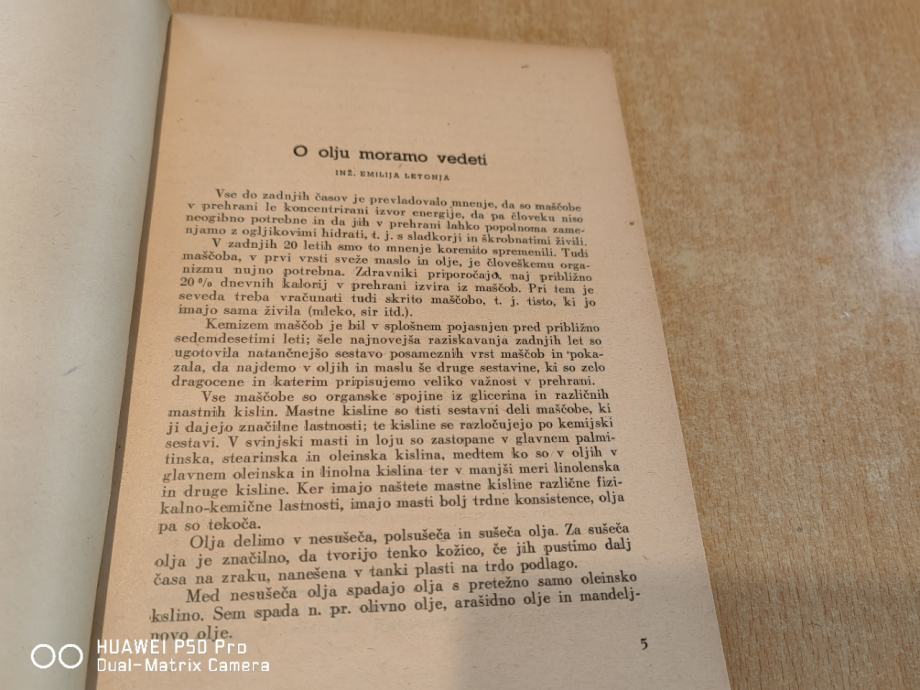 O olju moramo vedeti
INŽ. EMILIJA LETONJA
Vse do zadnjih časov je prevladovalo mnenje, da so maščobe
v prehrani le koncentrirani izvor energije, da pa človeku niso
neogibno potrebne in da jih v prehrani lahko popolnoma zame-
njamo z ogljikovimi hidrati, t. j. s sladkorji in škrobnatimi živili.
V zadnjih 20 letih smo to mnenje korenito spremenili. Tudi
maščoba, v prvi vrsti sveže maslo in olje, je človeškemu orga-
nizmu nujno potrebna. Zdravniki priporočajo, naj približno
20% dnevnih kalorij v prehrani izvira iz maščob. Pri tem je
seveda treba vračunati tudi skrito maščobo, t. j. tisto, ki jo
imajo sama živila (mleko, sir itd.).
Kemizem maščob je bil v splošnem pojasnjen pred približno
sedemdesetimi leti; šele najnovejša raziskavanja zadnjih let so
ugotovila natančnejšo sestavo posameznih vrst maščob in poka-
zala, da najdemo v oljih in maslu še druge sestavine, ki so zelo
dragocene in katerim pripisujemo veliko važnost v prehrani.
Vse maščobe so organske spojine iz glicerina in različnih
mastnih kislin. Mastne kisline so tisti sestavni deli maščobe, ki
ji dajejo značilne lastnosti; te kisline se razločujejo po kemijski
sestavi. V svinjski masti in loju so zastopane v glavnem palmi-
tinska, stearinska in oleinska kislina, medtem ko so v oljih v
glavnem oleinska in linolna kislina ter v manjši meri linolenska
in druge kisline. Ker imajo naštete mastne kisline različne fizi-
kalno-kemične lastnosti, imajo masti bolj trdne konsistence, olja
pa so tekoča.
Olja delimo v nesušeča, polsušeča in sušeča olja. Za sušeča
olja je značilno, da tvorijo tenko kožico, če jih pustimo dalj
časa na zraku, nanešena v tanki plasti na trdo podlago.
Med nesušeča olja spadajo olja s pretežno samo oleinsko
kislino. Sem spada n. pr. olivno olje, arašidno olje in mandelj-
novo olje.
5
HUAWEI P50 Pro
Dual-Matrix Camera